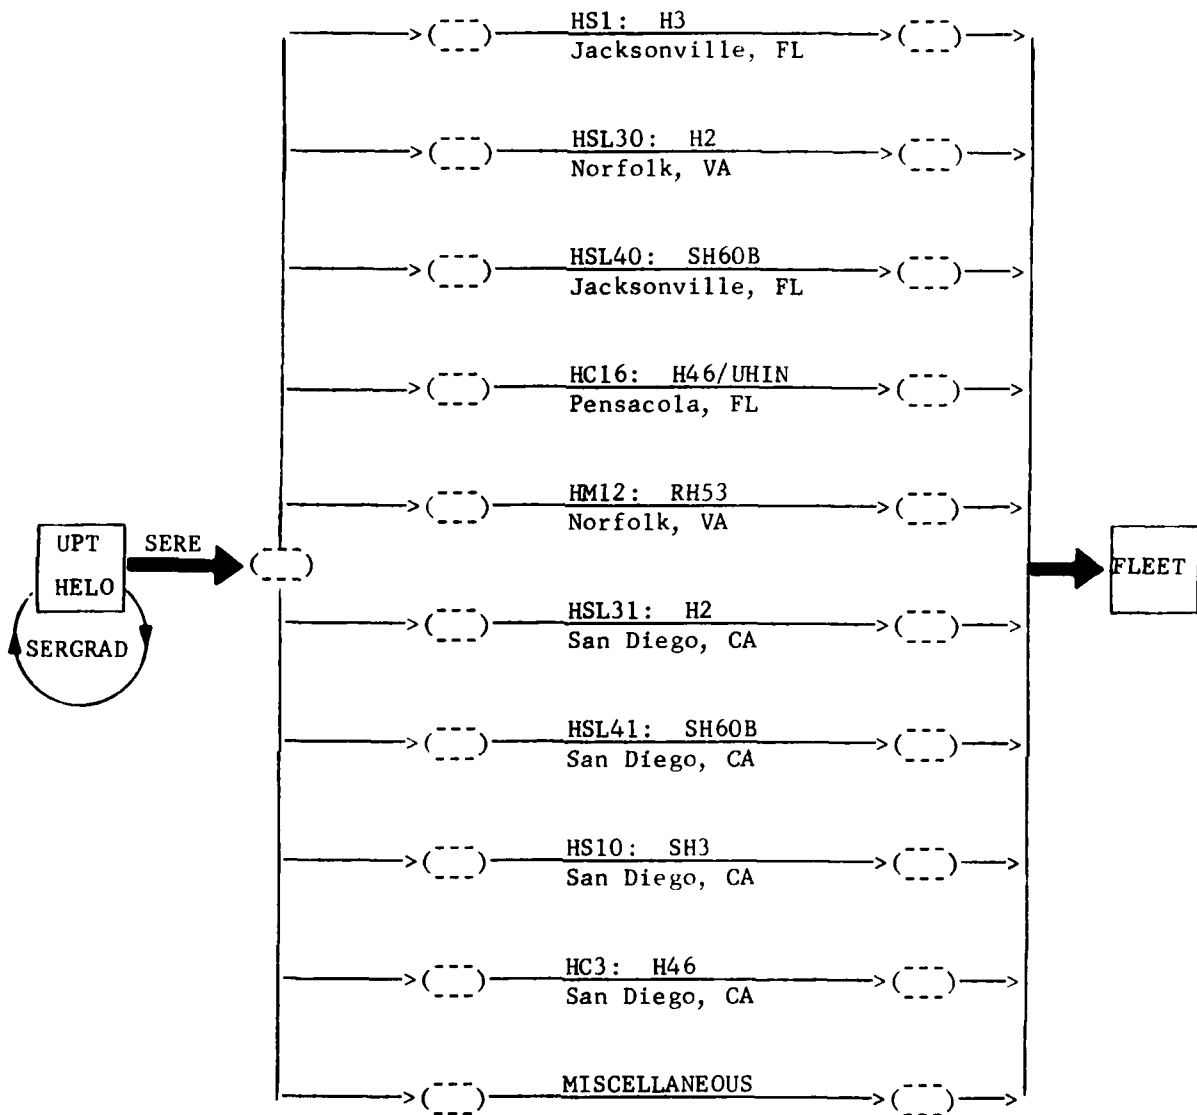 HS1: H3
Jacksonville, FL
HSL30: H2
Norfolk, VA
HSL40: SH60B
Jacksonville, FL
HC16: H46/UHIN
Pensacola, FL
HM12: RH53
Norfolk, VA
UPT
HELO
SERE
SERGRAD
FLEET
HSL31: H2
San Diego, CA
HSL41: SH60B
San Diego, CA
HS10: SH3
San Diego, CA
HC3: H46
San Diego, CA
MISCELLANEOUS